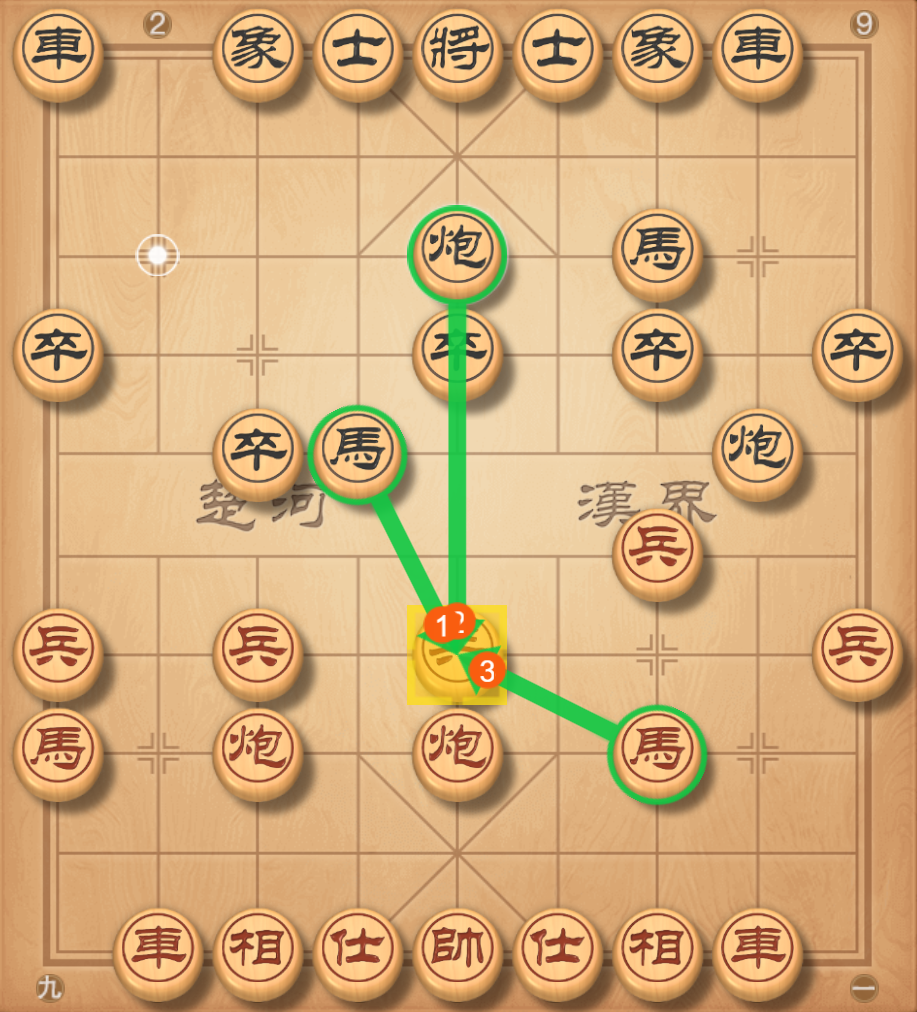 2 9
車 象 士 將 士 象 車
炮 馬
卒 卒 卒 卒
卒 馬 炮
楚河 漢界
兵
1
兵 兵 兵
3
馬 炮 炮 馬
車 相 仕 帥 仕 相 車
九 一